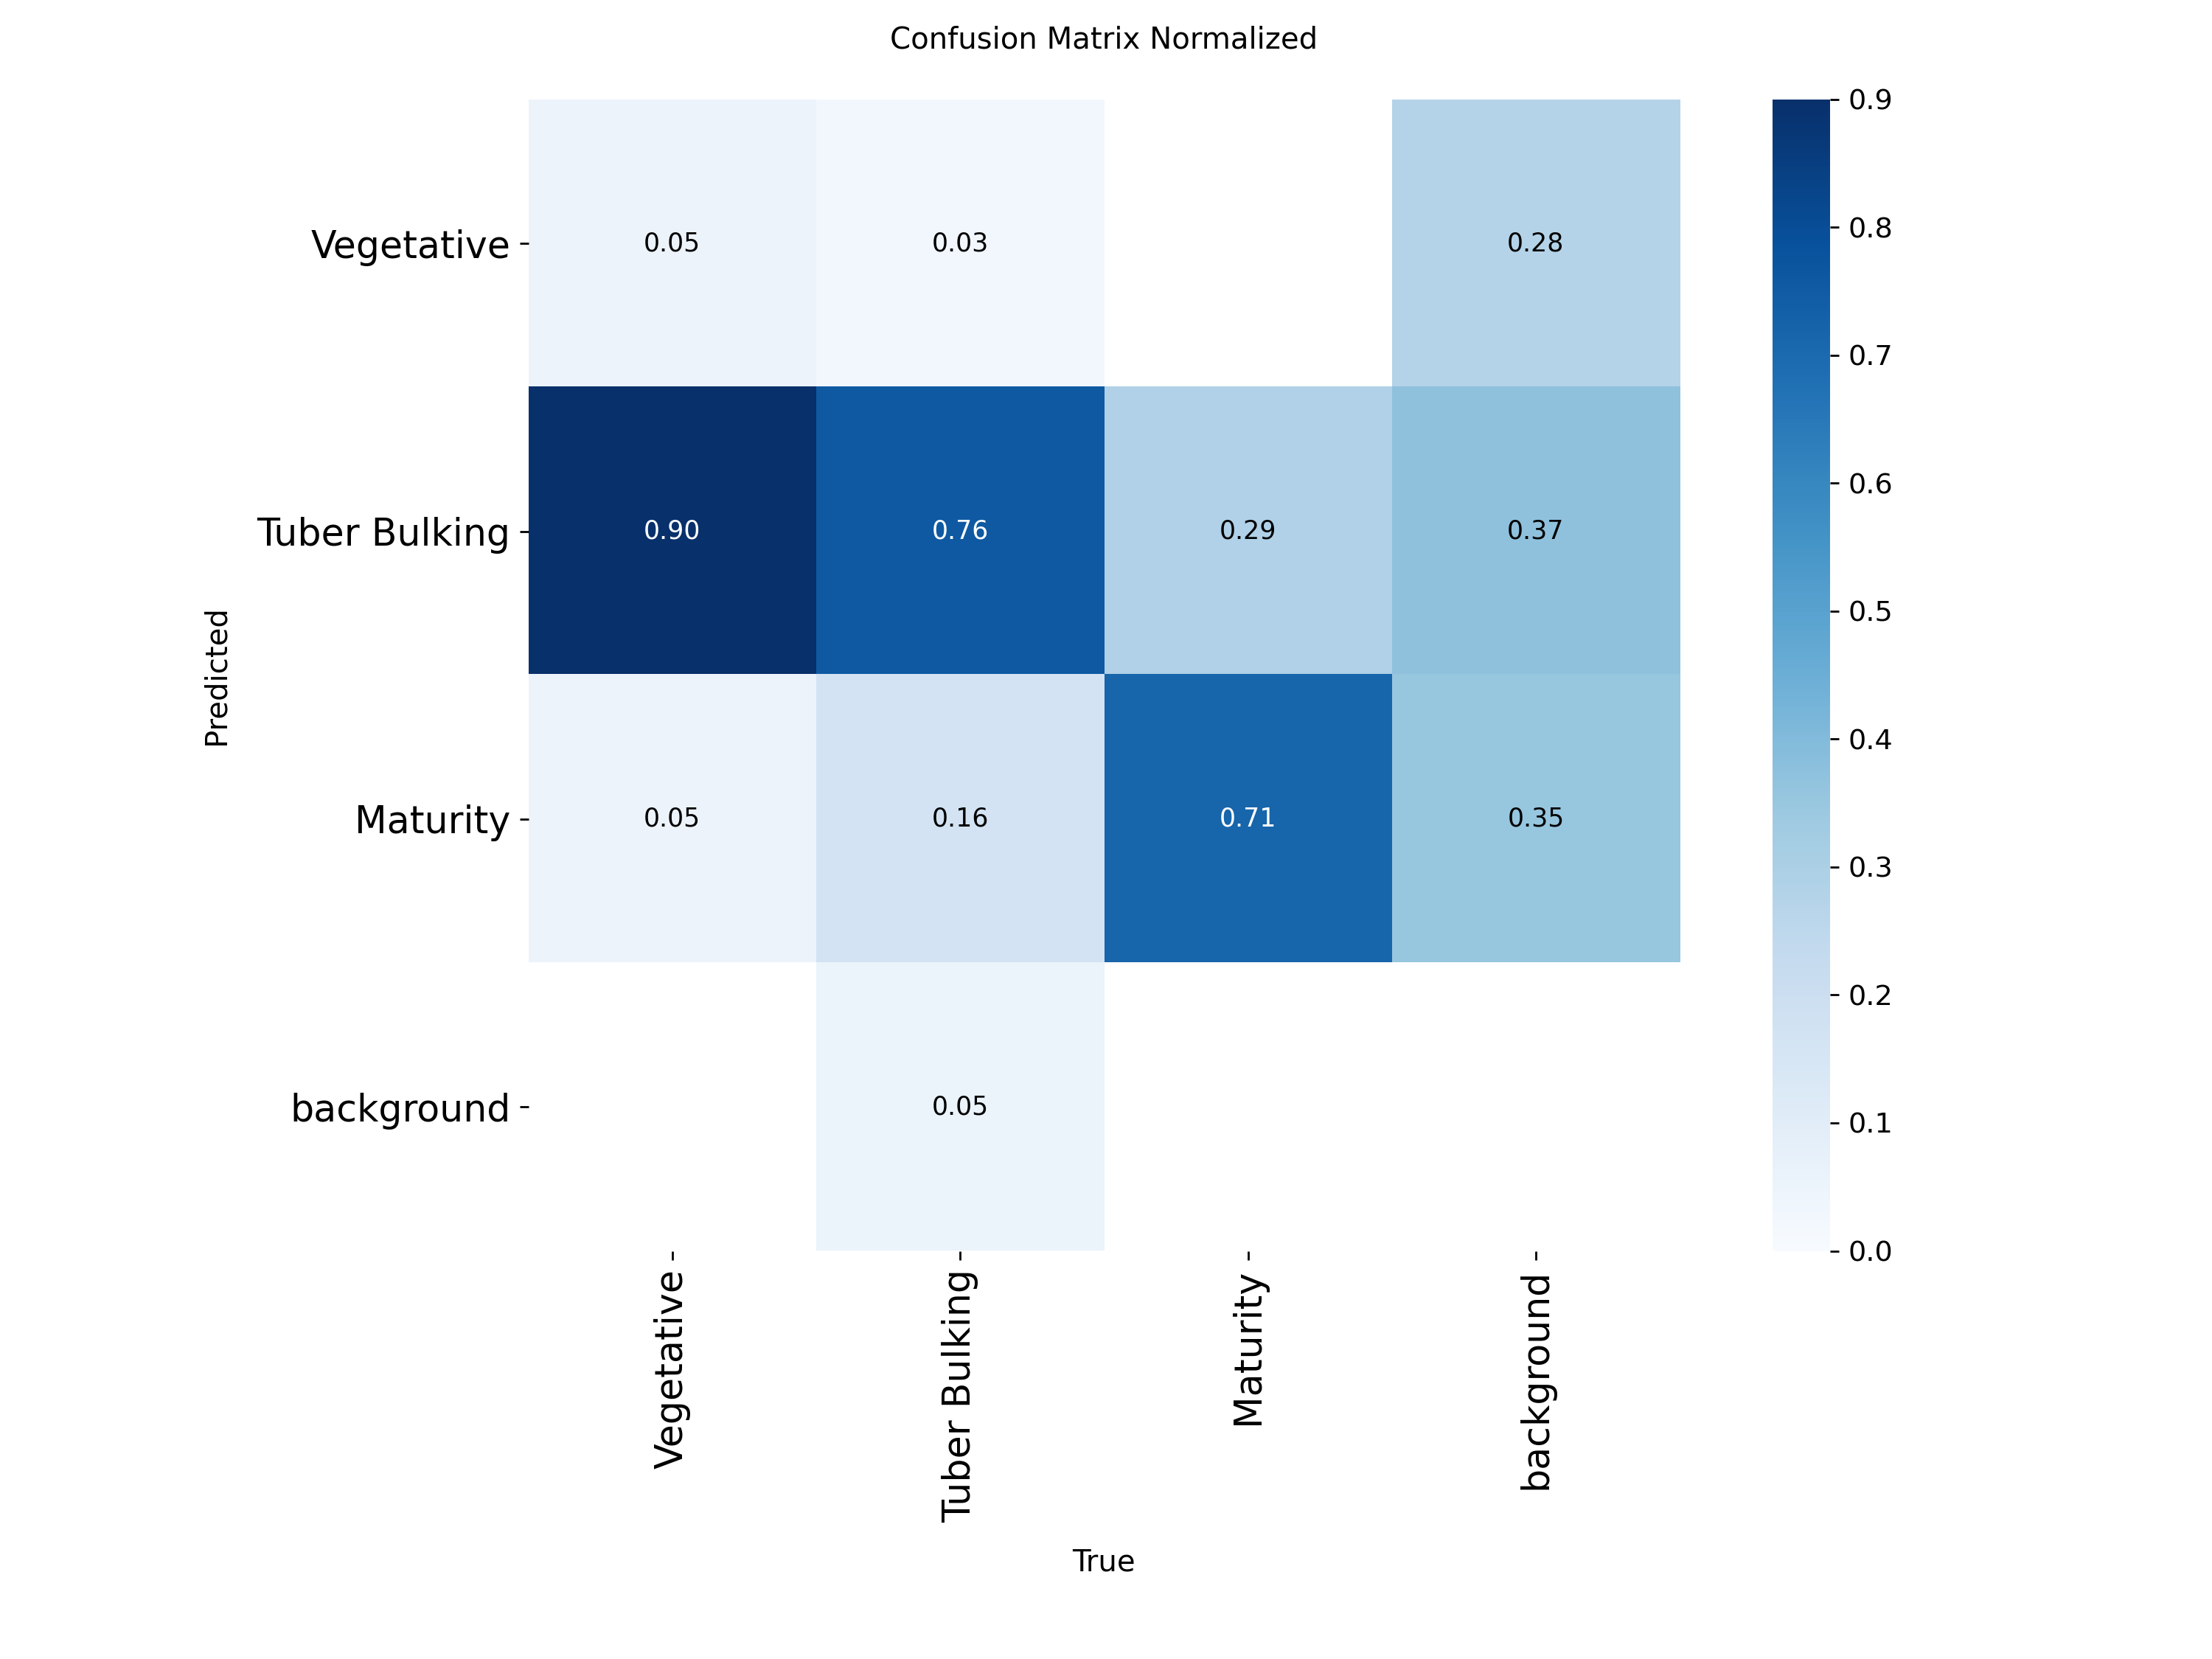 Confusion Matrix Normalized
Vegetative
0.05
0.03
0.28
0.9
0.8
0.7
Tuber Bulking
0.90
0.76
0.29
0.37
0.6
0.5
Predicted
Maturity
0.05
0.16
0.71
0.35
0.4
0.3
background
0.05
0.2
0.1
0.0
Vegetative
Tuber Bulking
Maturity
background
True